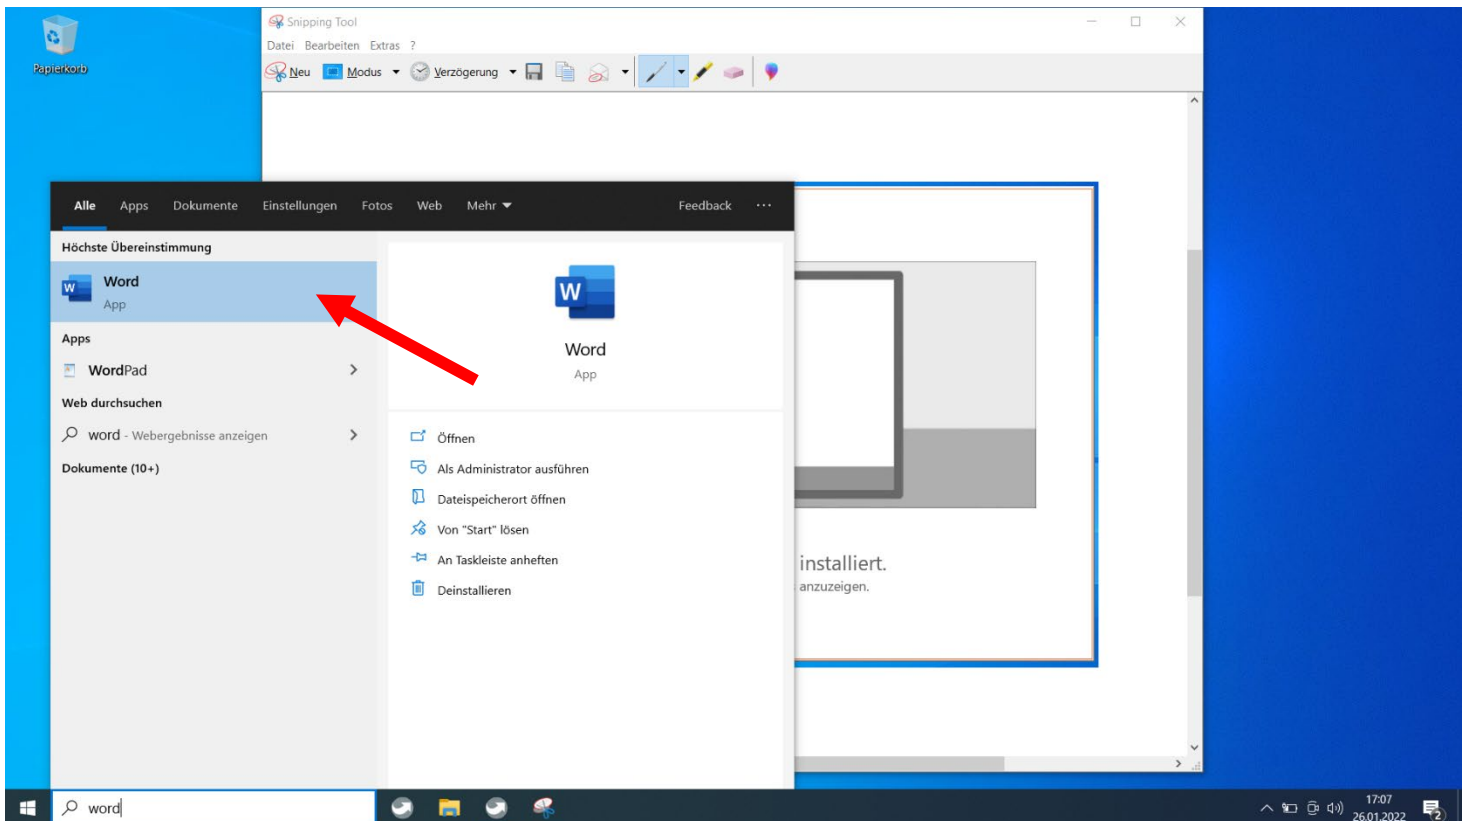 Papierkorb
Snipping Tool
Datei Bearbeiten Extras ?
Neu Modus Verzögerung
Alle Apps Dokumente Einstellungen Fotos Web Mehr Feedback ...
Höchste Übereinstimmung
Word
App
Apps
WordPad
Web durchsuchen
word - Webergebnisse anzeigen
Dokumente (10+)
W
W
Word
App
Öffnen
Als Administrator ausführen
Dateispeicherort öffnen
Von "Start" lösen
An Taskleiste anheften
Deinstallieren
installiert.
anzuzeigen.
word
17:07
26.01.2022
2